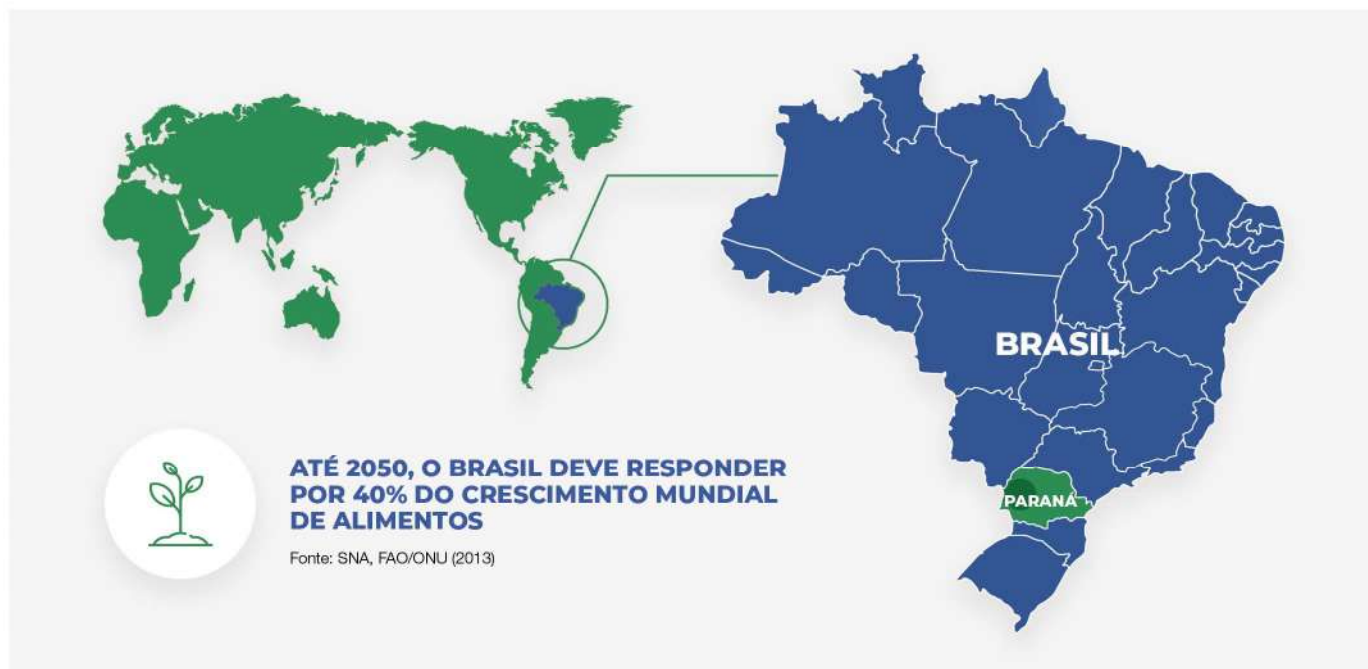 BRASIL
PARANÁ
ATÉ 2050, O BRASIL DEVE RESPONDER
POR 40% DO CRESCIMENTO MUNDIAL
DE ALIMENTOS
Fonte: SNA, FAO/ONU (2013)